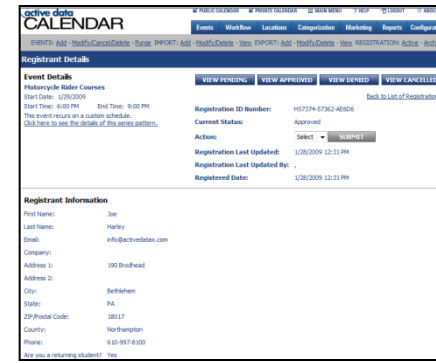 active data
CALENDAR
PUBLIC CALENDAR PRIVATE CALENDAR MAIN MENU ? HELP LOGOUT ABOU
Events Workflow Locations Categorization Marketing Reports Configurat
EVENTS: Add - Modify/Cancel/Delete - Purge IMPORT: Add - Modify/Delete - View EXPORT: Add - Modify/Delete - View REGISTRATION: Active - Archi
Registrant Details
Event Details
Motorcycle Rider Courses
Start Date: 1/29/2009
Start Time: 6:00 PM End Time: 9:00 PM
This event recurs on a custom schedule.
Click here to see the details of this series pattern.
VIEW PENDING VIEW APPROVED VIEW DENIED VIEW CANCELLED
Back to List of Registration
Registration ID Number: H57374-57362-AE6D6
Current Status: Approved
Action: Select SUBMIT
Registration Last Updated: 1/28/2009 12:31 PM
Registration Last Updated By: ,
Registered Date: 1/28/2009 12:31 PM
Registrant Information
First Name: Joe
Last Name: Harley
Email: info@activedatax.com
Company:
Address 1: 190 Brodhead
Address 2:
City: Bethlehem
State: PA
ZIP/Postal Code: 18017
County: Northampton
Phone: 610-997-8100
Are you a returning student? Yes